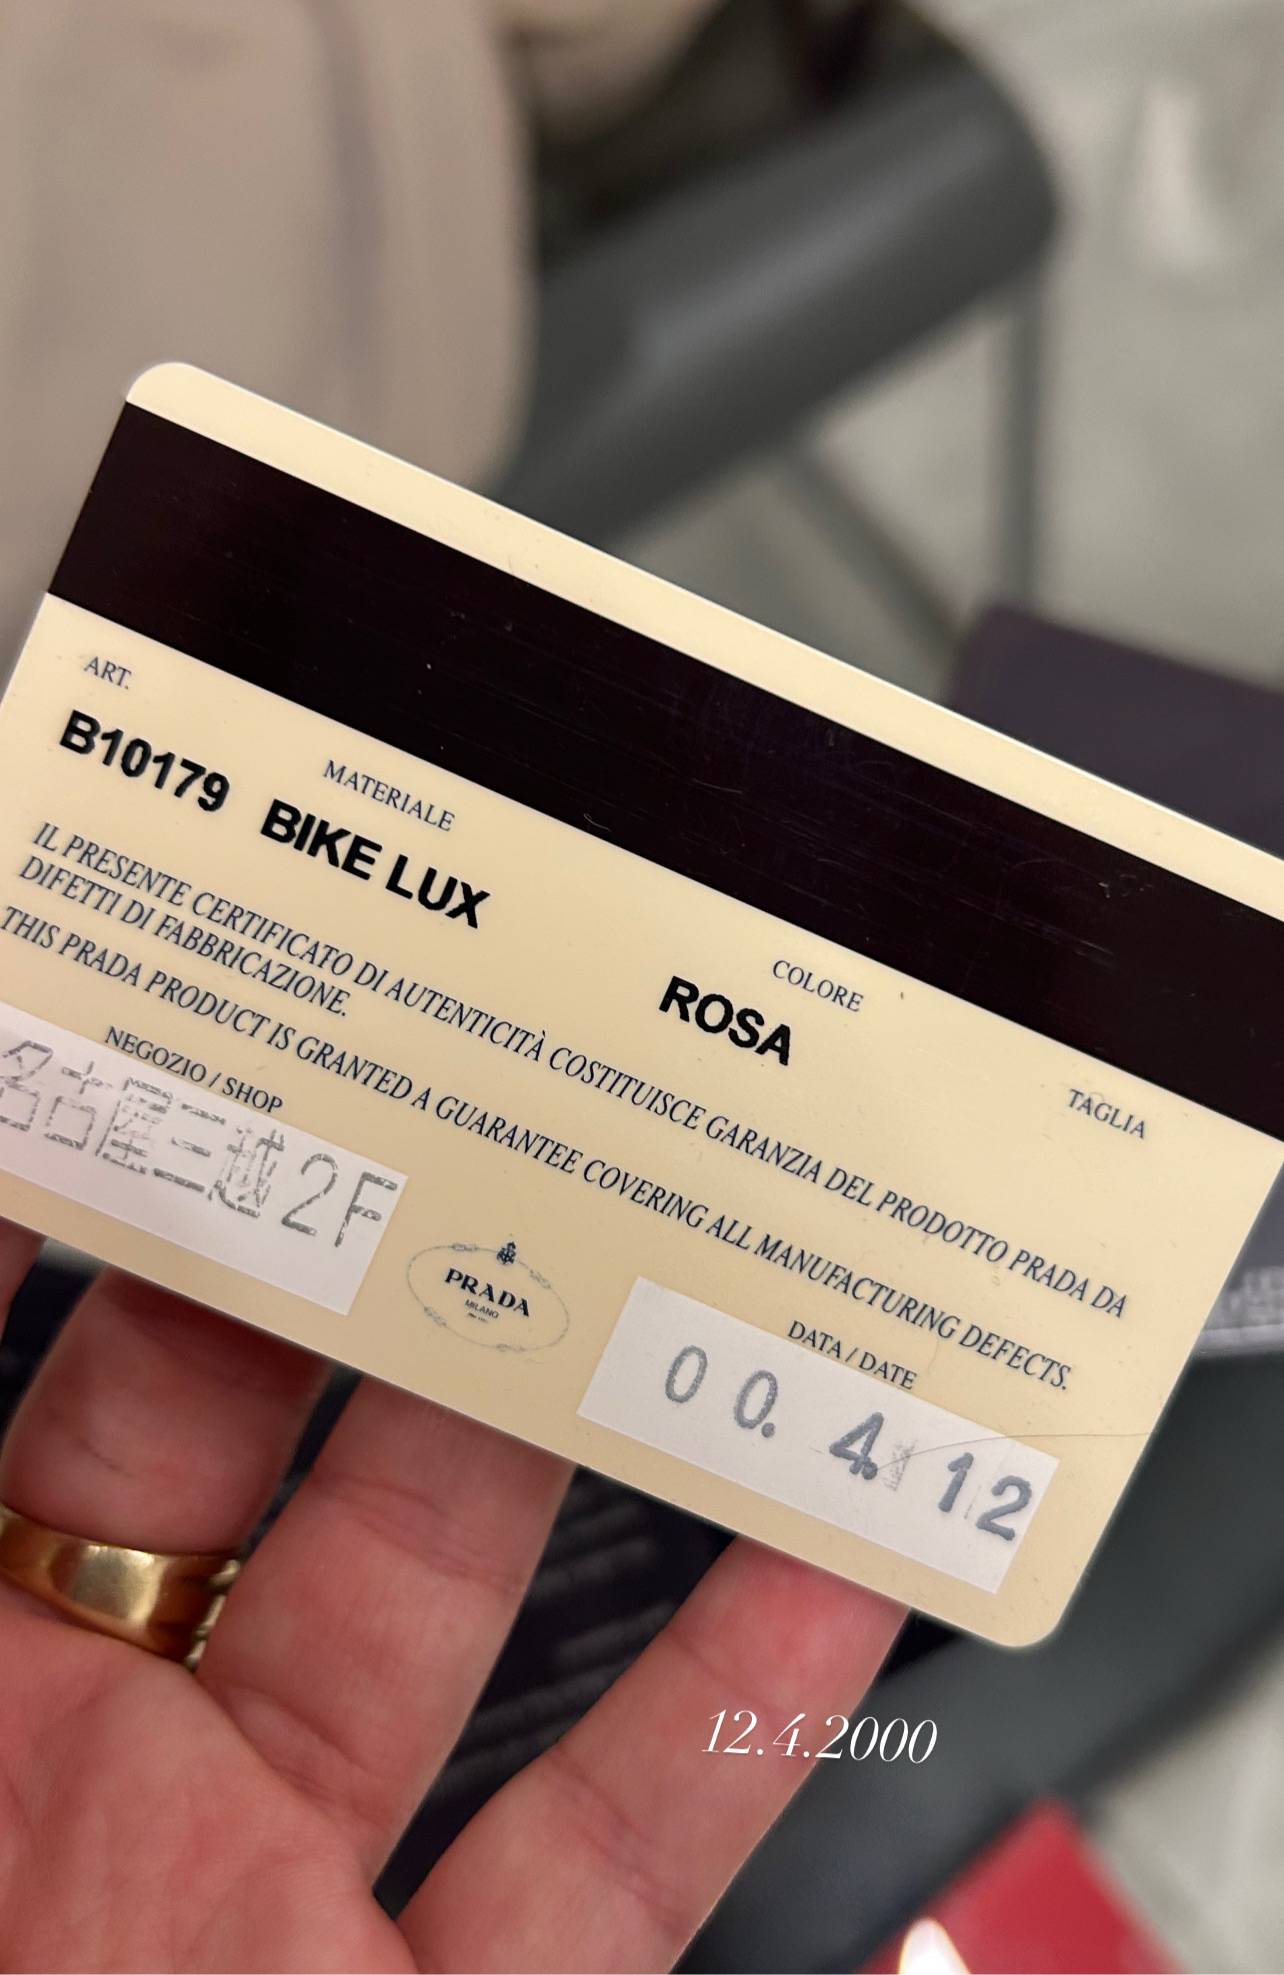 ART.
B10179
MATERIALE
BIKE LUX
COLORE
ROSA
TAGLIA
IL PRESENTE CERTIFICATO DI AUTENTICITÀ COSTITUISCE GARANZIA DEL PRODOTTO PRADA DA
DIFETTI DI FABBRICAZIONE.
THIS PRADA PRODUCT IS GRANTED A GUARANTEE COVERING ALL MANUFACTURING DEFECTS.
NEGOZIO / SHOP
名古屋三越2F
PRADA
MILANO
DATA / DATE
00. 4. 12
12.4.2000